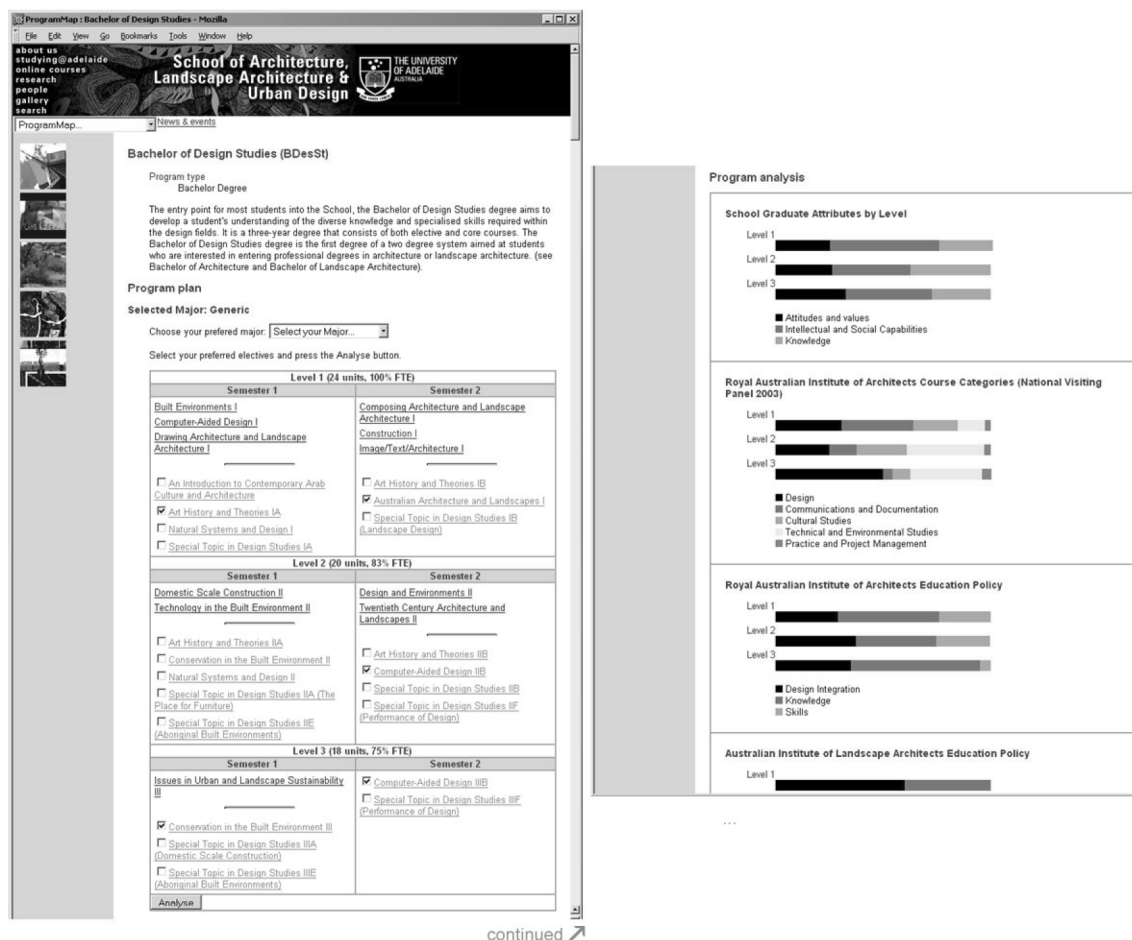 ProgramMap : Bachelor of Design Studies - Mozilla
File Edit View Go Bookmarks Tools Window Help
about us
studying@adelaide
online courses
research
people
gallery
search
School of Architecture,
Landscape Architecture &
Urban Design
THE UNIVERSITY
OF ADELAIDE
AUSTRALIA
ProgramMap...
News & events
Bachelor of Design Studies (BDesSt)
Program type
Bachelor Degree
The entry point for most students into the School, the Bachelor of Design Studies degree aims to
develop a student's understanding of the diverse knowledge and specialised skills required within
the design fields. It is a three-year degree that consists of both elective and core courses. The
Bachelor of Design Studies degree is the first degree of a two degree system aimed at students
who are interested in entering professional degrees in architecture or landscape architecture. (see
Bachelor of Architecture and Bachelor of Landscape Architecture).
Program plan
Selected Major: Generic
Choose your prefered major: Select your Major...
Select your preferred electives and press the Analyse button.
Level 1 (24 units, 100% FTE)
Semester 1
Built Environments I
Computer-Aided Design I
Drawing Architecture and Landscape
Architecture I
An Introduction to Contemporary Arab
Culture and Architecture
Art History and Theories IA
Natural Systems and Design I
Special Topic in Design Studies IA
Semester 2
Composing Architecture and Landscape
Architecture I
Construction I
Image/Text/Architecture I
Art History and Theories IB
Australian Architecture and Landscapes I
Special Topic in Design Studies IB
(Landscape Design)
Level 2 (20 units, 83% FTE)
Semester 1
Domestic Scale Construction II
Technology in the Built Environment II
Art History and Theories IIA
Conservation in the Built Environment II
Natural Systems and Design II
Special Topic in Design Studies IIA (The
Place for Furniture)
Special Topic in Design Studies IIE
(Aboriginal Built Environments)
Semester 2
Design and Environments II
Twentieth Century Architecture and
Landscapes II
Art History and Theories IIB
Computer-Aided Design IIB
Special Topic in Design Studies IIB
Special Topic in Design Studies IIF
(Performance of Design)
Level 3 (18 units, 75% FTE)
Semester 1
Issues in Urban and Landscape Sustainability
III
Conservation in the Built Environment III
Special Topic in Design Studies IIIA
(Domestic Scale Construction)
Special Topic in Design Studies IIIE
(Aboriginal Built Environments)
Semester 2
Computer-Aided Design IIIB
Special Topic in Design Studies IIIF
(Performance of Design)
Analyse
continued
Program analysis
School Graduate Attributes by Level
Level 1
Level 2
Level 3
Attitudes and values
Intellectual and Social Capabilities
Knowledge
Royal Australian Institute of Architects Course Categories (National Visiting
Panel 2003)
Level 1
Level 2
Level 3
Design
Communications and Documentation
Cultural Studies
Technical and Environmental Studies
Practice and Project Management
Royal Australian Institute of Architects Education Policy
Level 1
Level 2
Level 3
Design Integration
Knowledge
Skills
Australian Institute of Landscape Architects Education Policy
Level 1
...